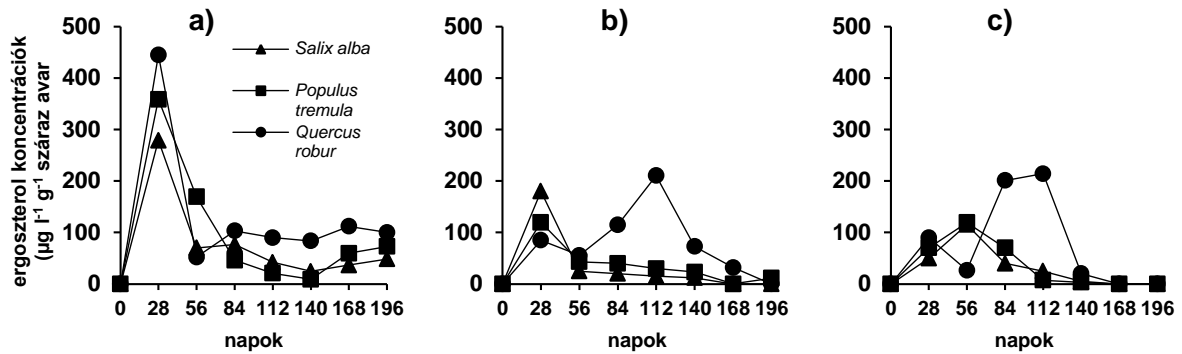 a)
b)
c)
ergoszterol koncentrációk
(µg l-1 g-1 száraz avar)
500
400
300
200
100
0
Salix alba
Populus
tremula
Quercus
robur
0 28 56 84 112 140 168 196
napok
500
400
300
200
100
0
0 28 56 84 112 140 168 196
napok
500
400
300
200
100
0
0 28 56 84 112 140 168 196
napok